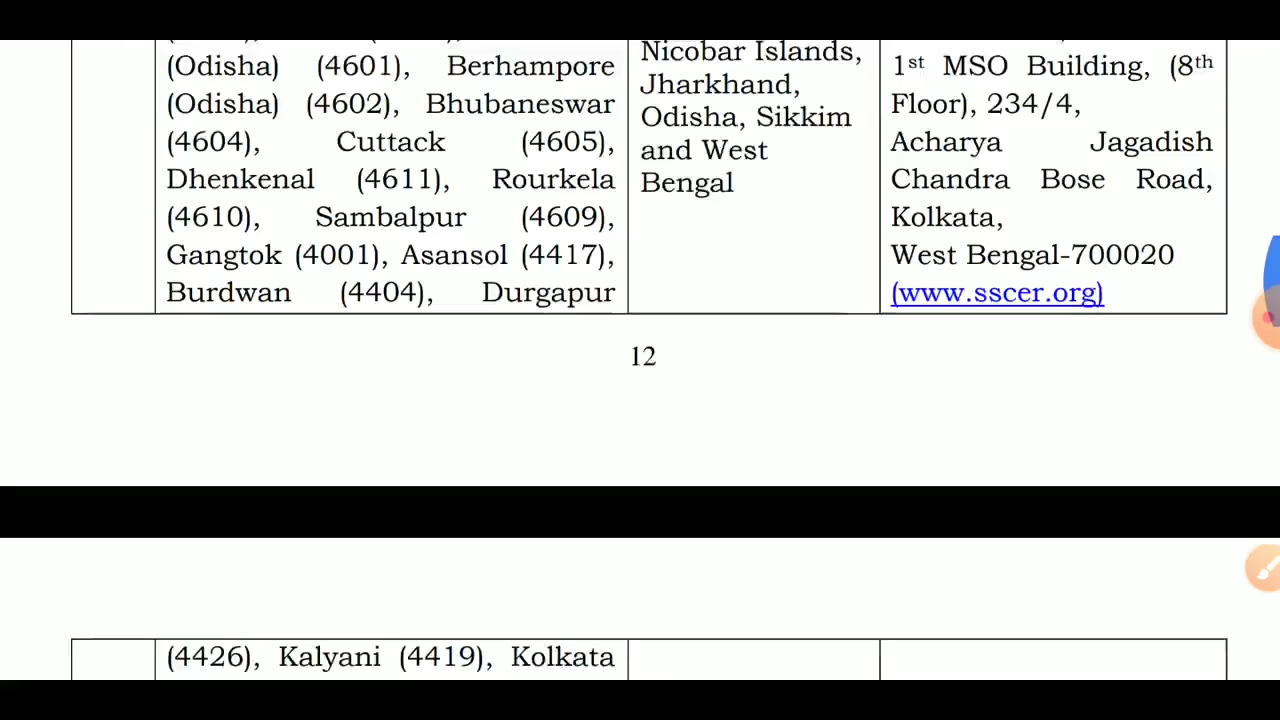 (Odisha) (4601), Berhampore
(Odisha) (4602), Bhubaneswar
(4604), Cuttack (4605),
Dhenkenal (4611), Rourkela
(4610), Sambalpur (4609),
Gangtok (4001), Asansol (4417),
Burdwan (4404), Durgapur
Nicobar Islands,
Jharkhand,
Odisha, Sikkim
and West
Bengal
1st MSO Building, (8th
Floor), 234/4,
Acharya Jagadish
Chandra Bose Road,
Kolkata,
West Bengal-700020
(www.sscer.org)
12
(4426), Kalyani (4419), Kolkata